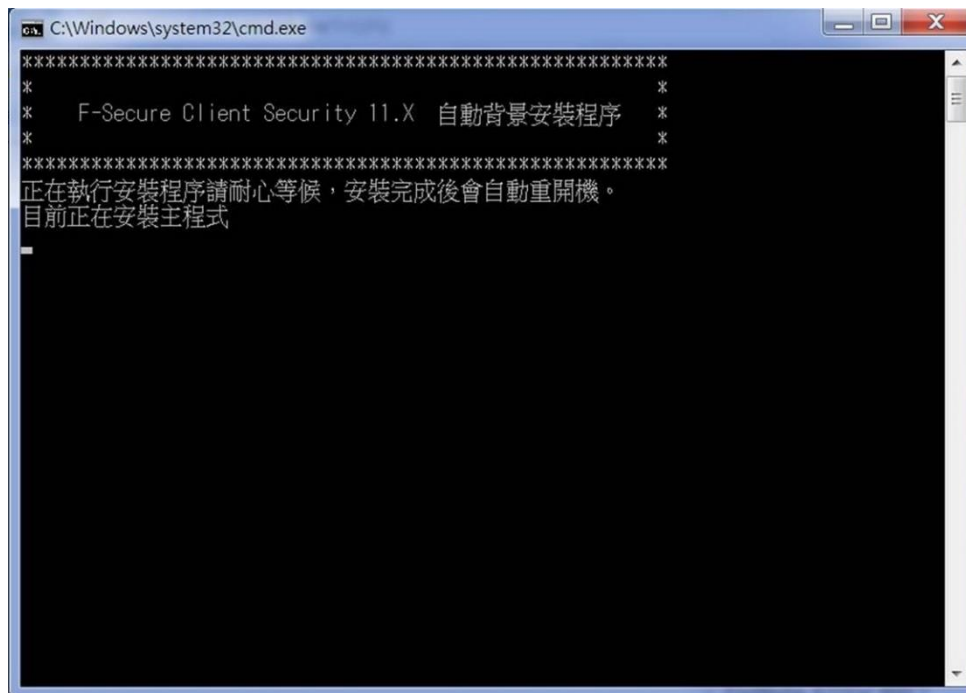 C:\Windows\system32\cmd.exe
********************************************************
*                                                      *
*    F-Secure Client Security 11.X  自動背景安裝程序   *
*                                                      *
********************************************************
正在執行安裝程序請耐心等候，安裝完成後會自動重開機。
目前正在安裝主程式